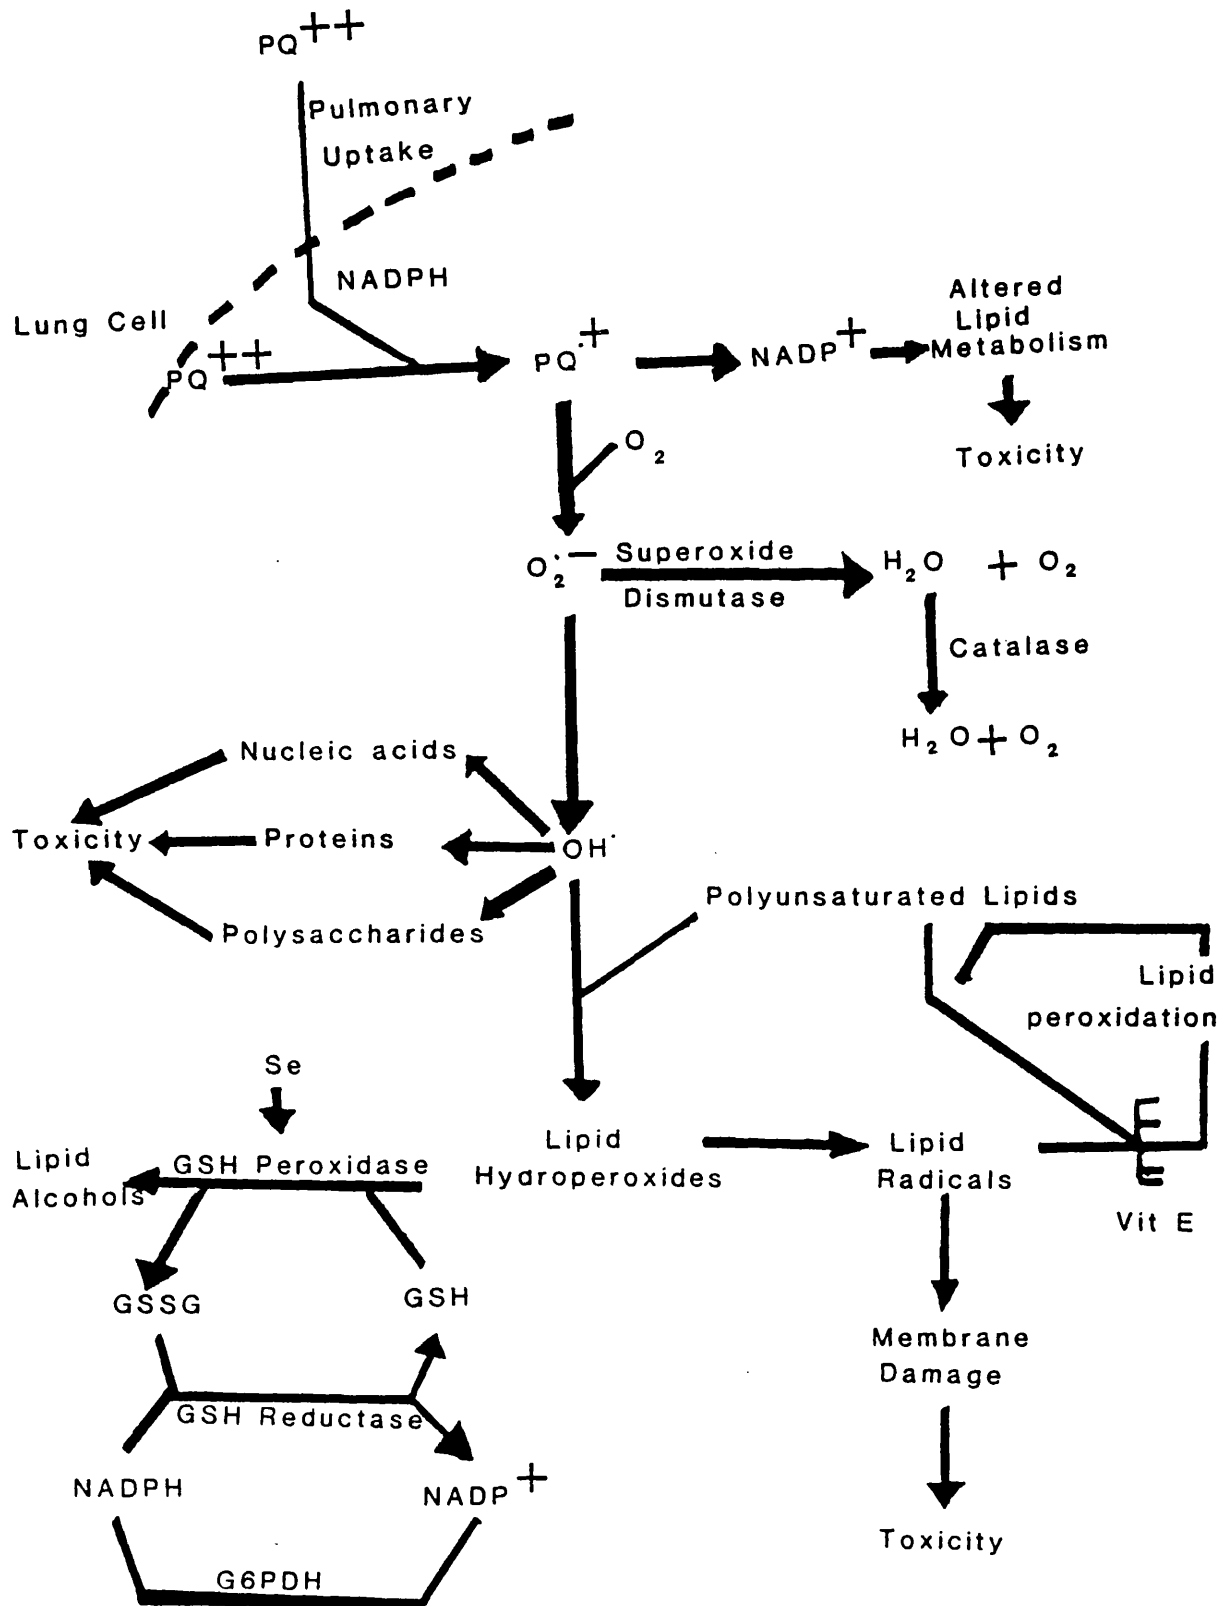 PQ++
Pulmonary
Uptake
NADPH
Lung Cell
PQ++
PQ·+
NADP+
Altered
Lipid
Metabolism
Toxicity
O2
O2·−
Superoxide
Dismutase
H2O + O2
Catalase
H2O + O2
Nucleic acids
Toxicity
Proteins
OH·
Polysaccharides
Polyunsaturated Lipids
Lipid
peroxidation
Se
Lipid
Alcohols
GSH Peroxidase
Lipid
Hydroperoxides
Lipid
Radicals
Vit E
GSSG
GSH
GSH Reductase
Membrane
Damage
NADPH
NADP+
G6PDH
Toxicity